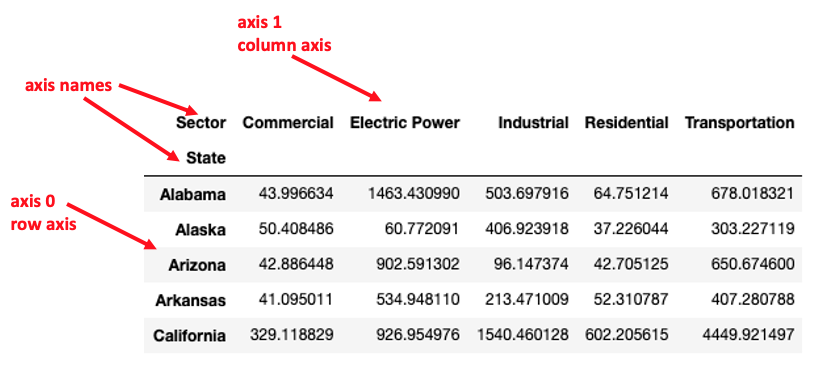 axis 1
column axis
axis names
Sector Commercial Electric Power Industrial Residential Transportation
State
axis 0
row axis
Alabama 43.996634 1463.430990 503.697916 64.751214 678.018321
Alaska 50.408486 60.772091 406.923918 37.226044 303.227119
Arizona 42.886448 902.591302 96.147374 42.705125 650.674600
Arkansas 41.095011 534.948110 213.471009 52.310787 407.280788
California 329.118829 926.954976 1540.460128 602.205615 4449.921497